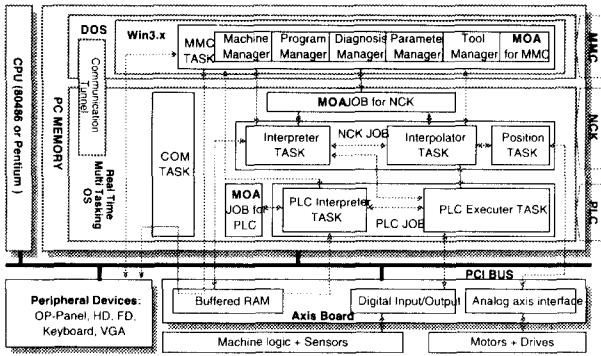 CPU (80486 or Pentium )
PC MEMORY
DOS
Communication
Tunnel
Real Time
Multi Tasking
OS
Win3.x
MMC
TASK
Machine
Manager
Program
Manager
Diagnosis
Manager
Parameter
Manager
Tool
Manager
MOA
for MMC
MMC
COM
TASK
MOAJOB for NCK
NCK JOB
Interpreter
TASK
Interpolator
TASK
Position
TASK
NCK
MOA
JOB for
PLC
PLC Interpreter
TASK
PLC JOB
PLC Executer TASK
PLC
PCI BUS
Peripheral Devices:
OP-Panel, HD, FD,
Keyboard, VGA
Buffered RAM
Digital Input/Output
Analog axis interface
Axis Board
Machine logic + Sensors
Motors + Drives